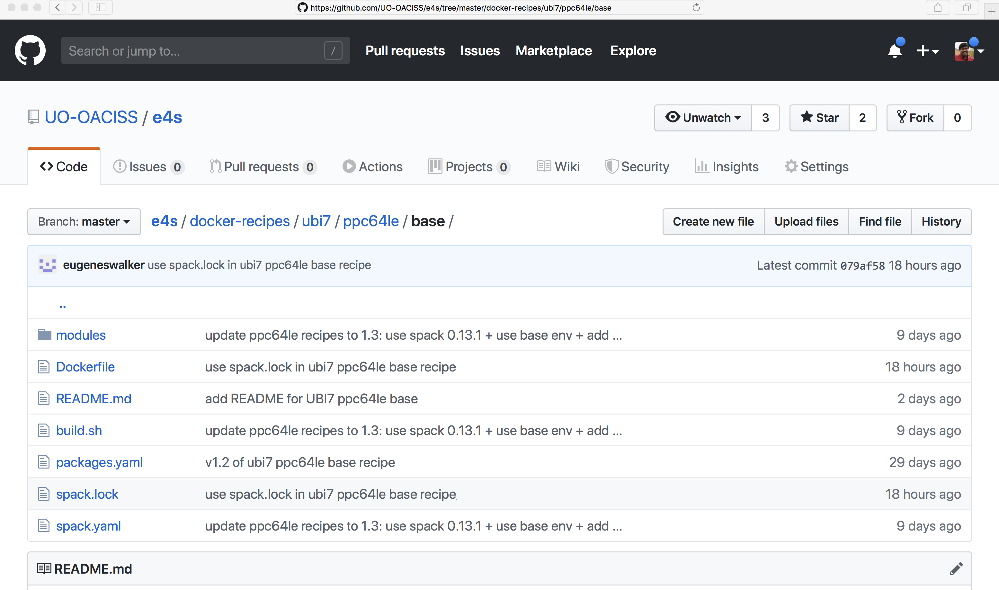 https://github.com/UO-OACISS/e4s/tree/master/docker-recipes/ubi7/ppc64le/base
Search or jump to... / Pull requests Issues Marketplace Explore
UO-OACISS / e4s Unwatch 3 Star 2 Fork 0
Code Issues 0 Pull requests 0 Actions Projects 0 Wiki Security Insights Settings
Branch: master e4s / docker-recipes / ubi7 / ppc64le / base / Create new file Upload files Find file History
eugeneswalker use spack.lock in ubi7 ppc64le base recipe Latest commit 079af58 18 hours ago
..
modules update ppc64le recipes to 1.3: use spack 0.13.1 + use base env + add ... 9 days ago
Dockerfile use spack.lock in ubi7 ppc64le base recipe 18 hours ago
README.md add README for UBI7 ppc64le base 2 days ago
build.sh update ppc64le recipes to 1.3: use spack 0.13.1 + use base env + add ... 9 days ago
packages.yaml v1.2 of ubi7 ppc64le base recipe 29 days ago
spack.lock use spack.lock in ubi7 ppc64le base recipe 18 hours ago
spack.yaml update ppc64le recipes to 1.3: use spack 0.13.1 + use base env + add ... 9 days ago
README.md